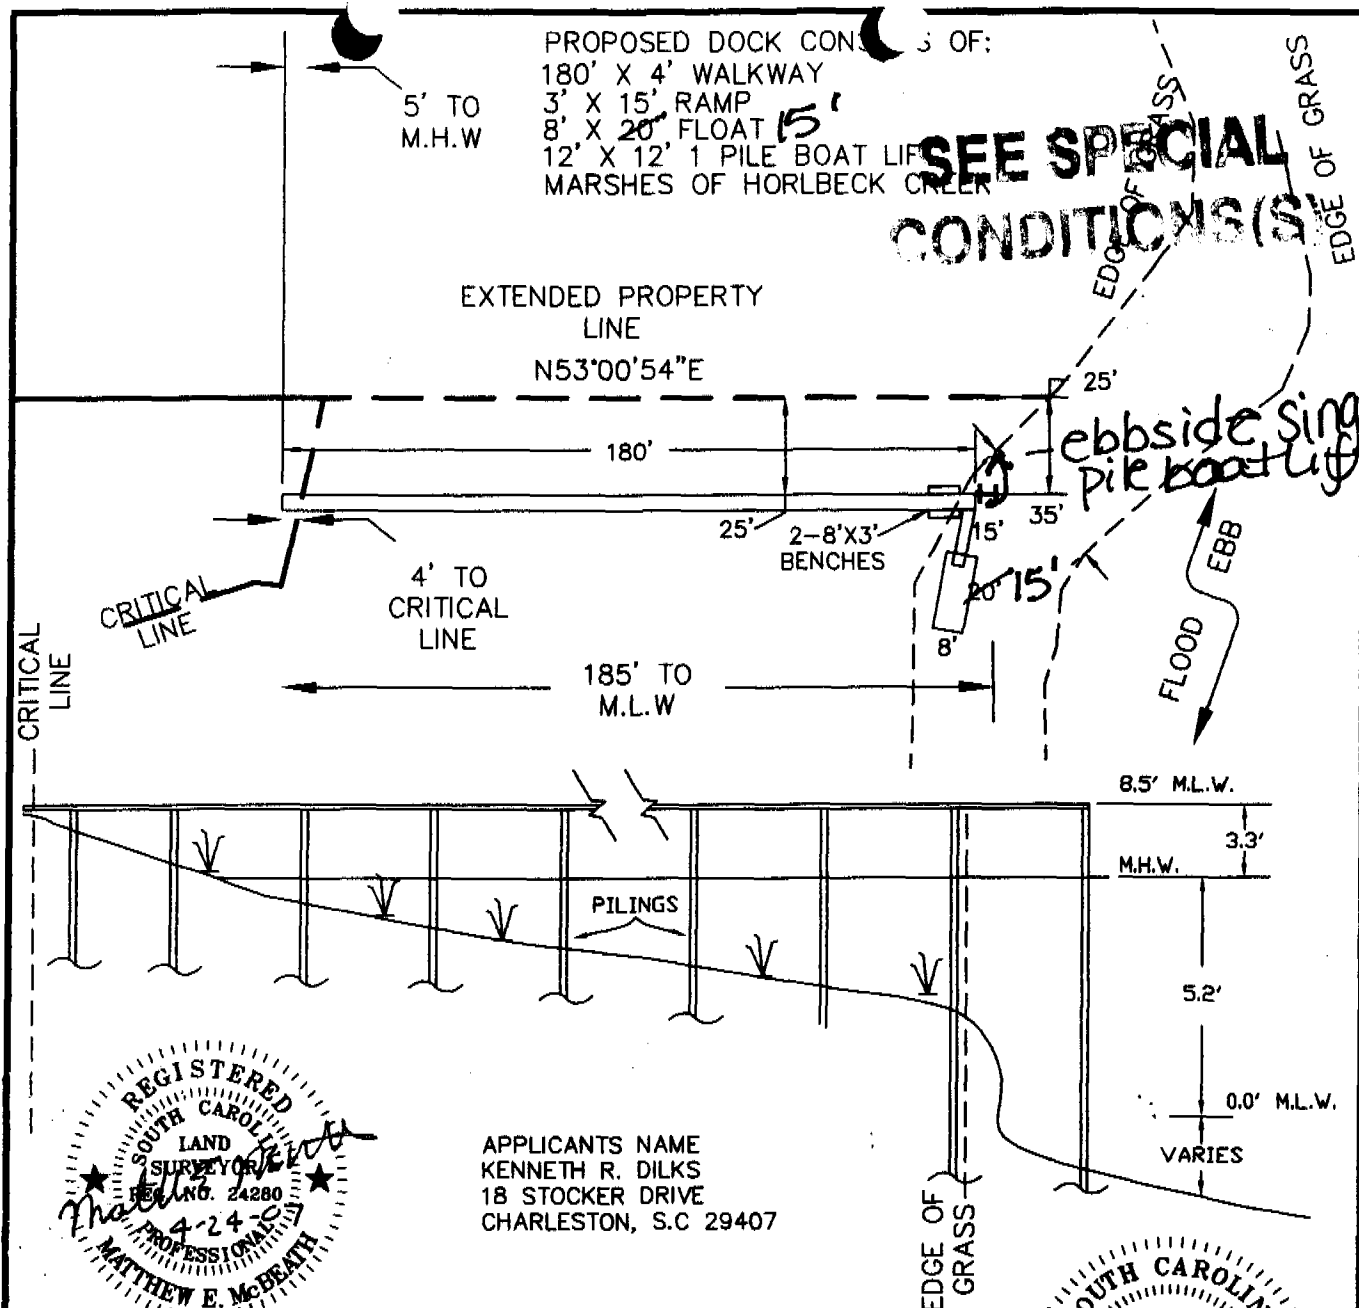 PROPOSED DOCK CONS S OF:
180' X 4' WALKWAY
3' X 15' RAMP
8' X 20' FLOAT 15'
12' X 12' 1 PILE BOAT LIF
MARSHES OF HORLBECK CREEK
5' TO
M.H.W
SEE SPECIAL
CONDITIONS(S)
EDGE OF GRASS
EDGE OF GRASS
EXTENDED PROPERTY
LINE
N53°00'54"E
25'
180'
ebbside Sing
pile boat lift
25'
2-8'X3'
BENCHES
15'
35'
20' 15'
8'
EBB
FLOOD
CRITICAL
LINE
4' TO
CRITICAL
LINE
185' TO
M.L.W
CRITICAL
LINE
8.5' M.L.W.
3.3'
M.H.W.
PILINGS
5.2'
0.0' M.L.W.
VARIES
EDGE OF
GRASS
REGISTERED
SOUTH CAROLINA
LAND
SURVEYOR
REG. NO. 24280
4-24-
PROFESSIONAL
MATTHEW E. McBEATH
APPLICANTS NAME
KENNETH R. DILKS
18 STOCKER DRIVE
CHARLESTON, S.C 29407
OUTH CAROLIN